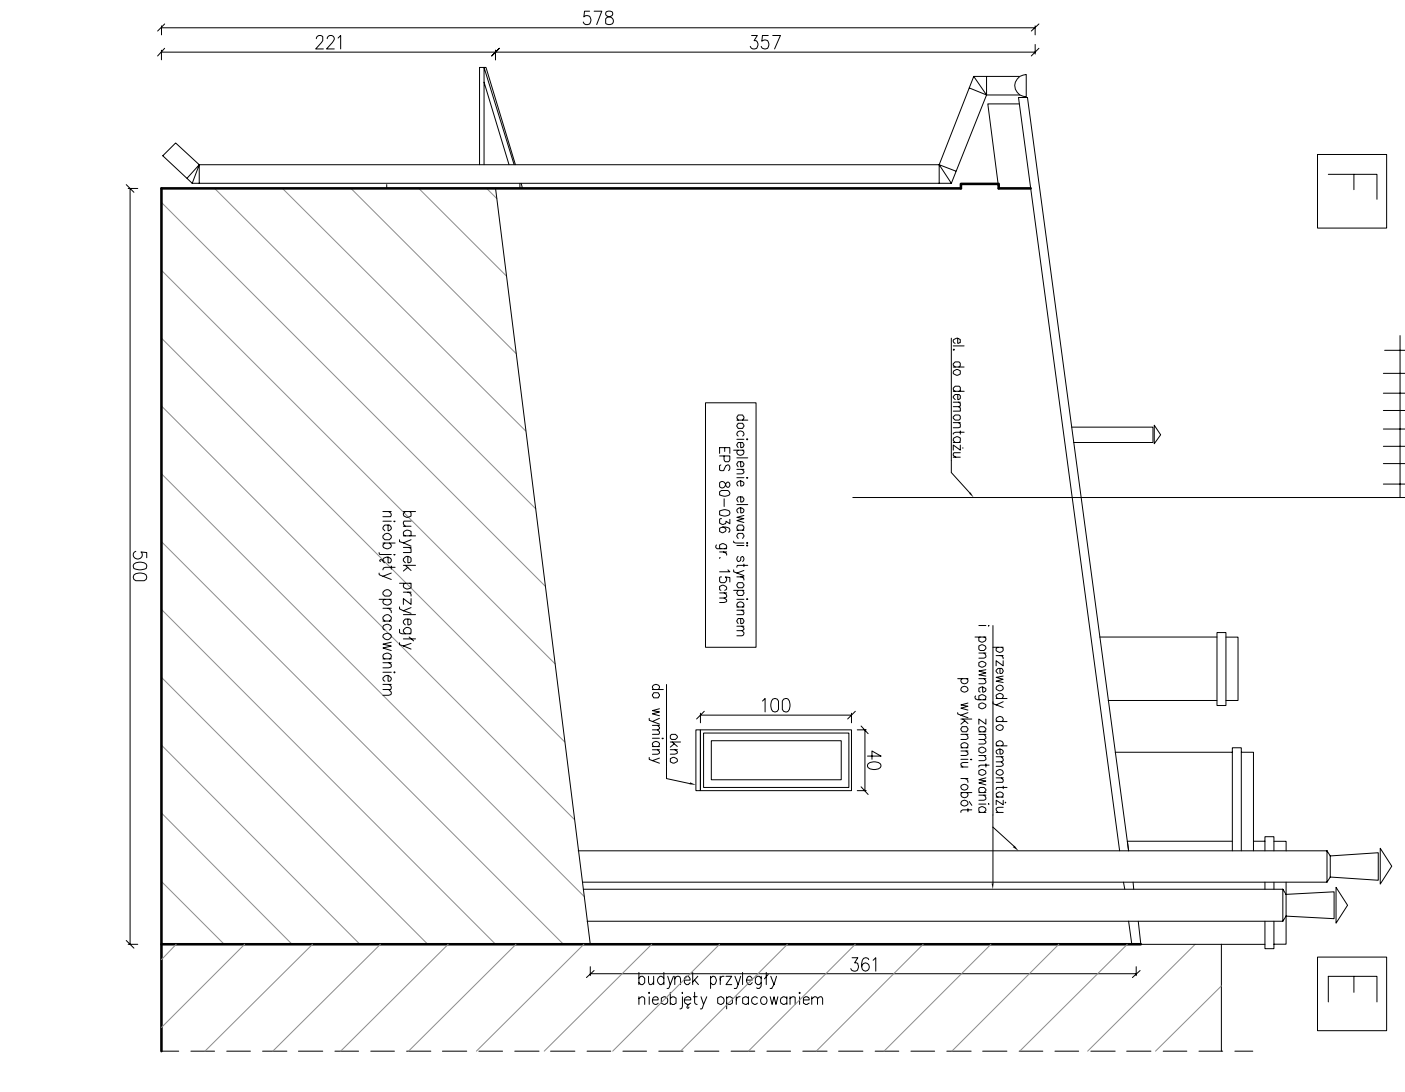 578
221
357
F
el. do demontażu
docieplenie elewacji styropianem
EPS 80-036 gr. 15cm
budynek przyległy
nieobjęty opracowaniem
500
przewody do demontażu
i ponownego zamontowania
po wykonaniu robót
okno
do wymiany
100
40
361
budynek przyległy
nieobjęty opracowaniem
E